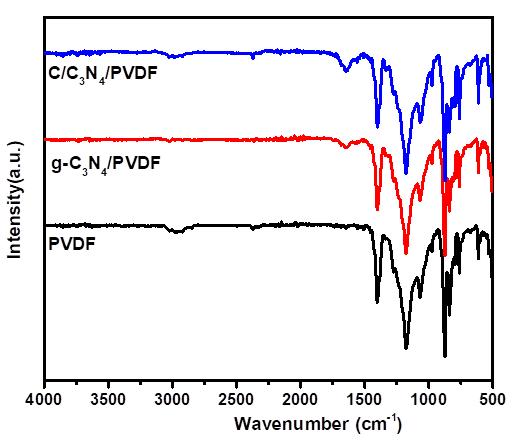 Intensity(a.u.)
C/C₃N₄/PVDF
g-C₃N₄/PVDF
PVDF
4000 3500 3000 2500 2000 1500 1000 500
Wavenumber (cm⁻¹)